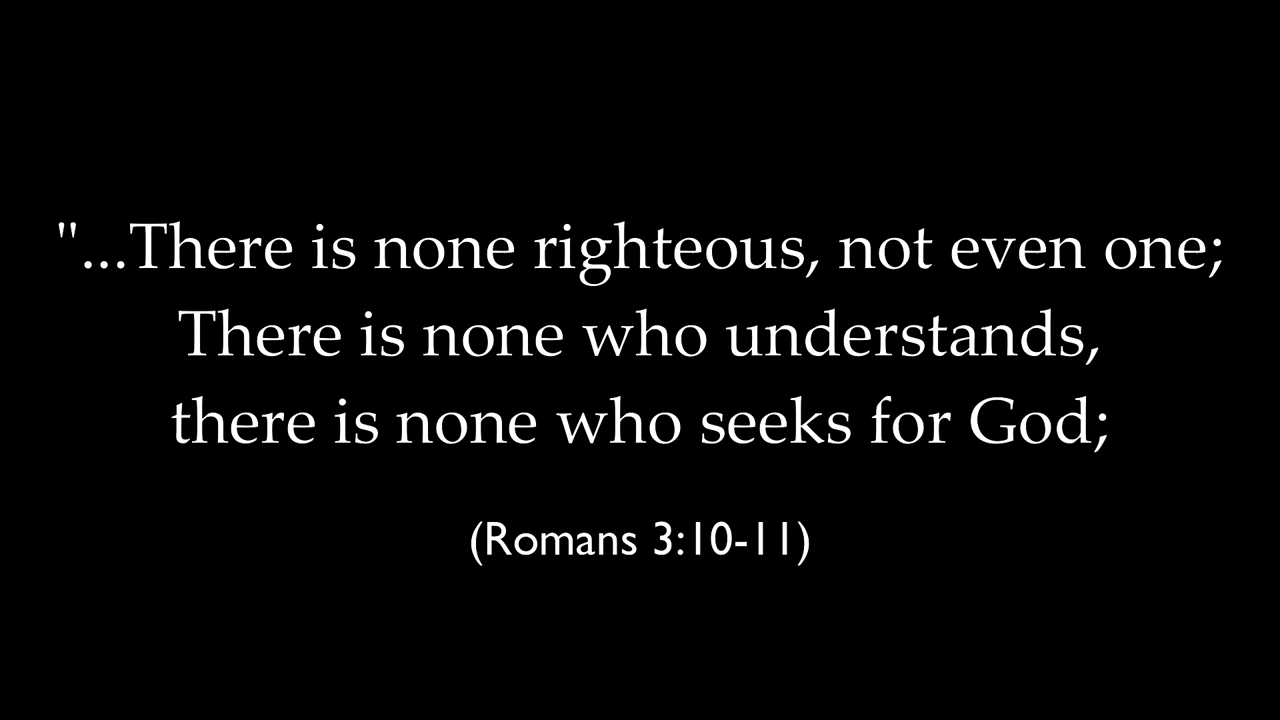 "...There is none righteous, not even one;
There is none who understands,
there is none who seeks for God;
(Romans 3:10-11)